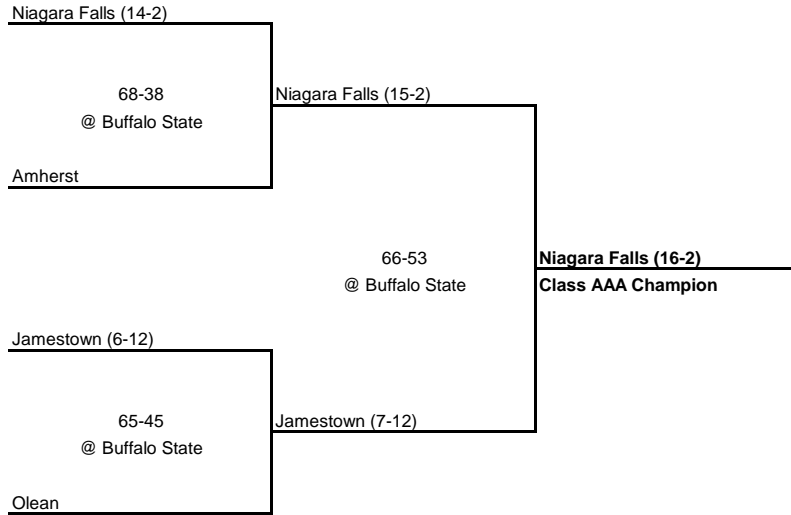 Niagara Falls (14-2)
68-38
@ Buffalo State
Niagara Falls (15-2)
Amherst
66-53
@ Buffalo State
Niagara Falls (16-2)
Class AAA Champion
Jamestown (6-12)
65-45
@ Buffalo State
Jamestown (7-12)
Olean